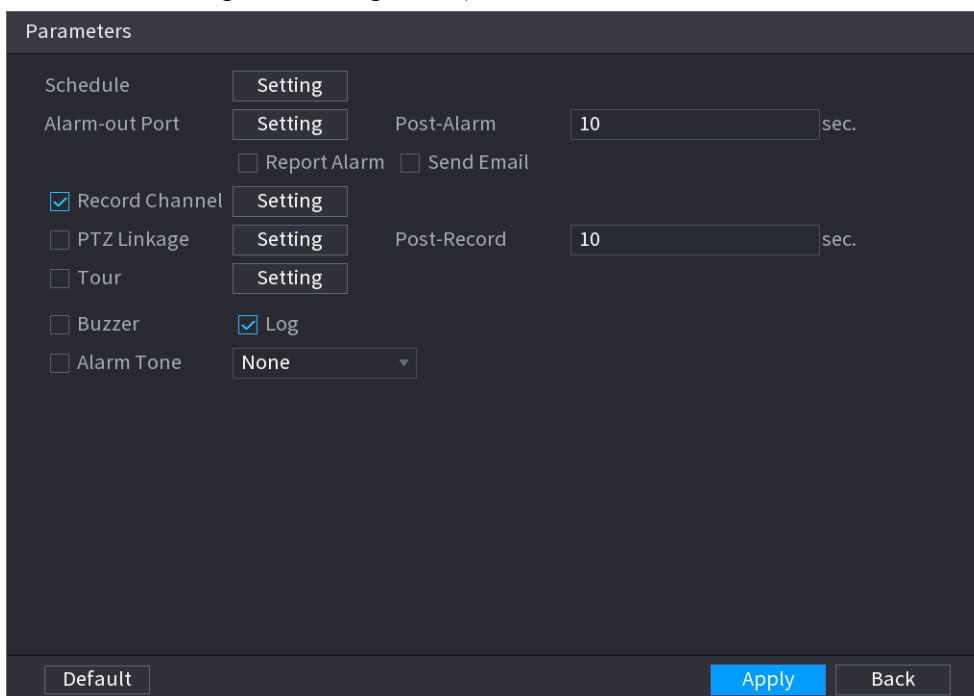 Parameters
Schedule Setting
Alarm-out Port Setting Post-Alarm 10 sec.
Report Alarm Send Email
Record Channel Setting
PTZ Linkage Setting Post-Record 10 sec.
Tour Setting
Buzzer Log
Alarm Tone None
Default Apply Back